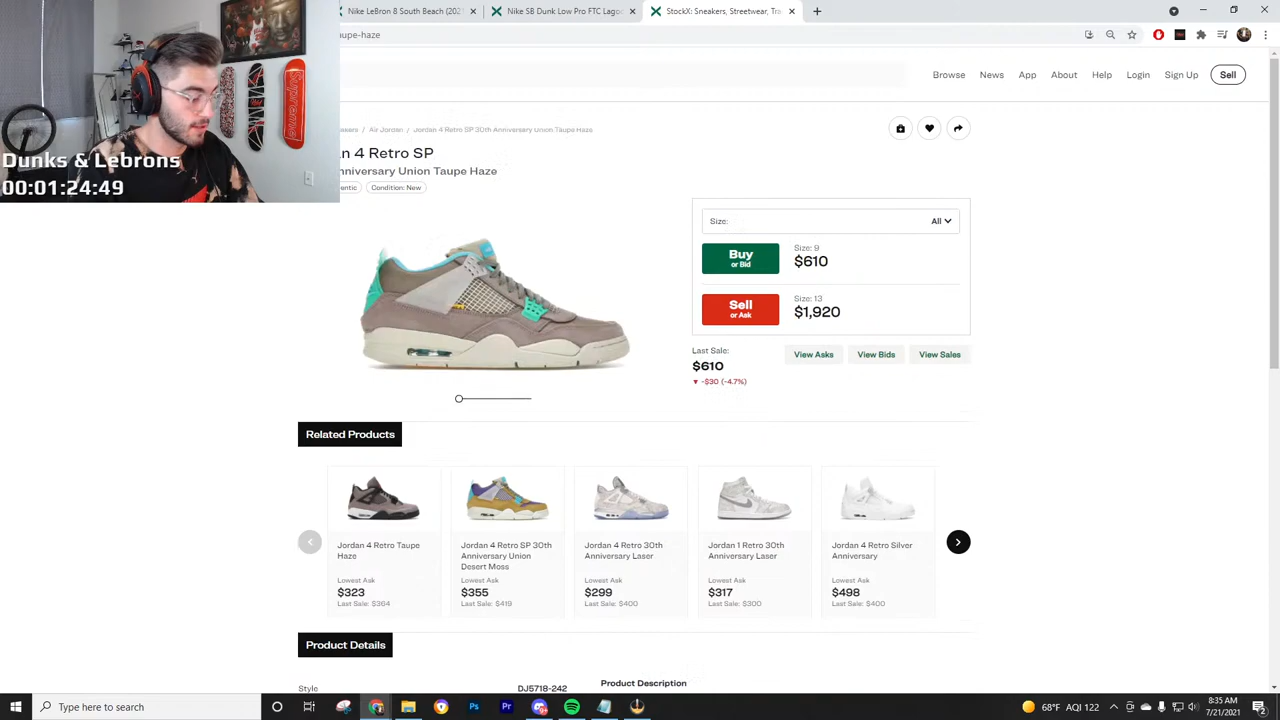 Nike LeBron 8 Retro South Beach (2021
Nike SB Dunk Low Pro FTC Lagoo
StockX: Sneakers, Streetwear, Tra
aupe-haze
Browse
News
App
About
Help
Login
Sign Up
Sell
/ Air Jordan / Jordan 4 Retro SP 30th Anniversary Union Taupe Haze
n 4 Retro SP
nniversary Union Taupe Haze
entic
Condition: New
Supreme
Dunks & Lebrons
00:01:24:49
Size:
All
Buy
or Bid
Size: 9
$610
Sell
or Ask
Size: 13
$1,920
Last Sale:
$610
▼ -$30 (-4.7%)
View Asks
View Bids
View Sales
Related Products
Jordan 4 Retro Taupe
Haze
Lowest Ask
$323
Last Sale: $364
Jordan 4 Retro SP 30th
Anniversary Union
Desert Moss
Lowest Ask
$355
Last Sale: $419
Jordan 4 Retro 30th
Anniversary Laser
Lowest Ask
$299
Last Sale: $400
Jordan 1 Retro 30th
Anniversary Laser
Lowest Ask
$317
Last Sale: $300
Jordan 4 Retro Silver
Anniversary
Lowest Ask
$498
Last Sale: $400
Product Details
Style
DJ5718-242
Product Description
Type here to search
68°F AQI 122
8:35 AM
7/21/2021